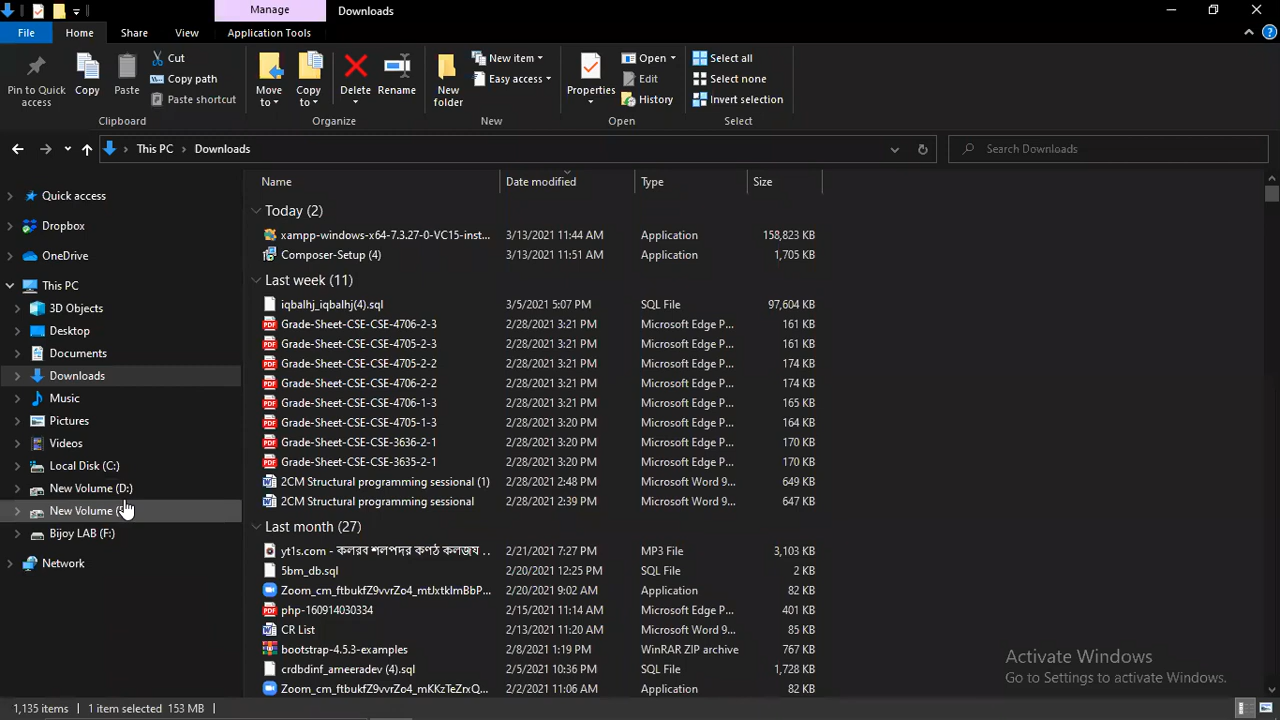 Manage
Downloads
File
Home
Share
View
Application Tools
Pin to Quick
access
Copy
Paste
Cut
Copy path
Paste shortcut
Clipboard
Move
to
Copy
to
Delete
Rename
Organize
New
folder
New item
Easy access
New
Properties
Open
Edit
History
Open
Select all
Select none
Invert selection
Select
This PC
Downloads
Search Downloads
Quick access
Dropbox
OneDrive
This PC
3D Objects
Desktop
Documents
Downloads
Music
Pictures
Videos
Local Disk (C:)
New Volume (D:)
New Volume
Bijoy LAB (F:)
Network
Name Date modified Type Size
Today (2)
xampp-windows-x64-7.3.27-0-VC15-inst... 3/13/2021 11:44 AM Application 158,823 KB
Composer-Setup (4) 3/13/2021 11:51 AM Application 1,705 KB
Last week (11)
iqbalhj_iqbalhj(4).sql 3/5/2021 5:07 PM SQL File 97,604 KB
Grade-Sheet-CSE-CSE-4706-2-3 2/28/2021 3:21 PM Microsoft Edge P... 161 KB
Grade-Sheet-CSE-CSE-4705-2-3 2/28/2021 3:21 PM Microsoft Edge P... 161 KB
Grade-Sheet-CSE-CSE-4705-2-2 2/28/2021 3:21 PM Microsoft Edge P... 174 KB
Grade-Sheet-CSE-CSE-4706-2-2 2/28/2021 3:21 PM Microsoft Edge P... 174 KB
Grade-Sheet-CSE-CSE-4706-1-3 2/28/2021 3:21 PM Microsoft Edge P... 165 KB
Grade-Sheet-CSE-CSE-4705-1-3 2/28/2021 3:20 PM Microsoft Edge P... 164 KB
Grade-Sheet-CSE-CSE-3636-2-1 2/28/2021 3:20 PM Microsoft Edge P... 170 KB
Grade-Sheet-CSE-CSE-3635-2-1 2/28/2021 3:20 PM Microsoft Edge P... 170 KB
2CM Structural programming sessional (1) 2/28/2021 2:48 PM Microsoft Word 9... 649 KB
2CM Structural programming sessional 2/28/2021 2:39 PM Microsoft Word 9... 647 KB
Last month (27)
yt1s.com - কলরব শলপদর কণঠ কলজয ... 2/21/2021 7:27 PM MP3 File 3,103 KB
5bm_db.sql 2/20/2021 12:25 PM SQL File 2 KB
Zoom_cm_ftbukfZ9vvrZo4_mtJxtklmBbP... 2/20/2021 9:02 AM Application 82 KB
php-160914030334 2/15/2021 11:14 AM Microsoft Edge P... 401 KB
CR List 2/13/2021 11:20 AM Microsoft Word 9... 85 KB
bootstrap-4.5.3-examples 2/8/2021 1:19 PM WinRAR ZIP archive 767 KB
crdbdinf_ameeradev (4).sql 2/5/2021 10:36 PM SQL File 1,728 KB
Zoom_cm_ftbukfZ9vvrZo4_mKKzTeZrxQ... 2/2/2021 11:06 AM Application 82 KB
Activate Windows
Go to Settings to activate Windows.
1,135 items 1 item selected 153 MB